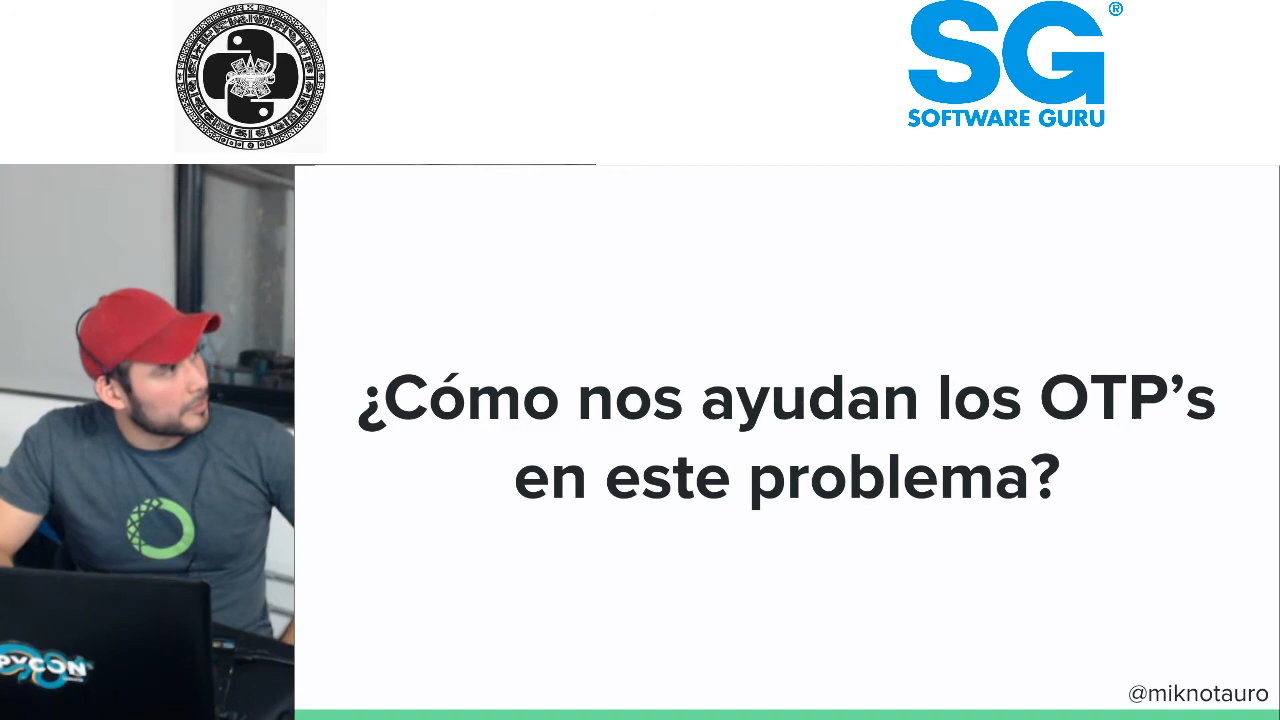 SG®
SOFTWARE GURU
¿Cómo nos ayudan los OTP’s
en este problema?
PYCON
@miknotauro